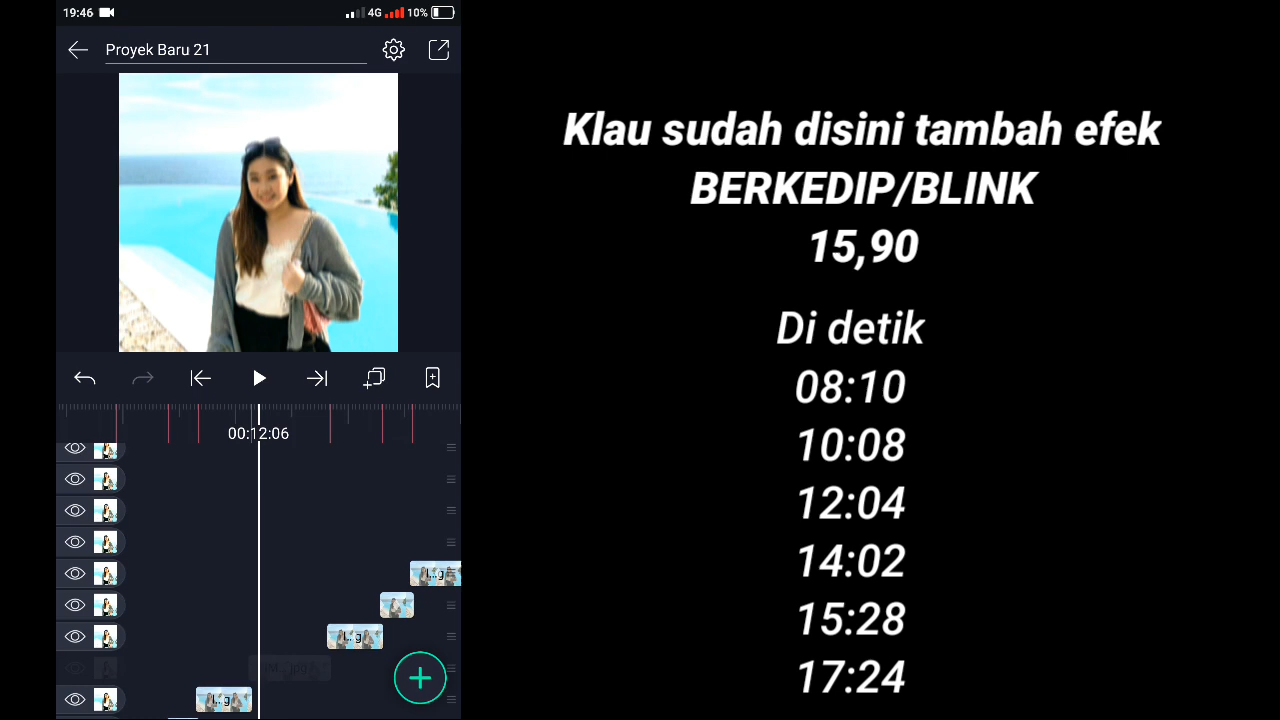 19:46
4G
10%
Proyek Baru 21
00:12:06
Klau sudah disini tambah efek
BERKEDIP/BLINK
15,90
Di detik
08:10
10:08
12:04
14:02
15:28
17:24